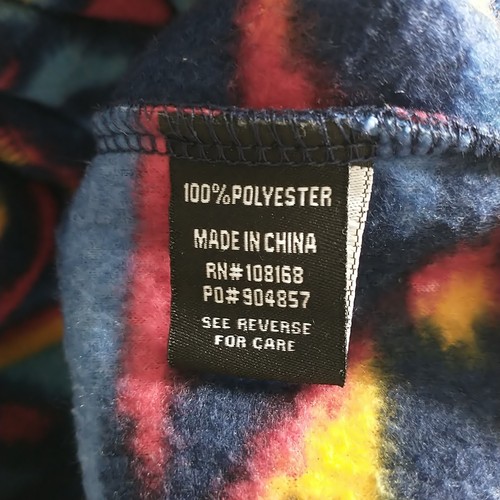 100%POLYESTER
MADE IN CHINA
RN#108168
PO#904857
SEE REVERSE
FOR CARE